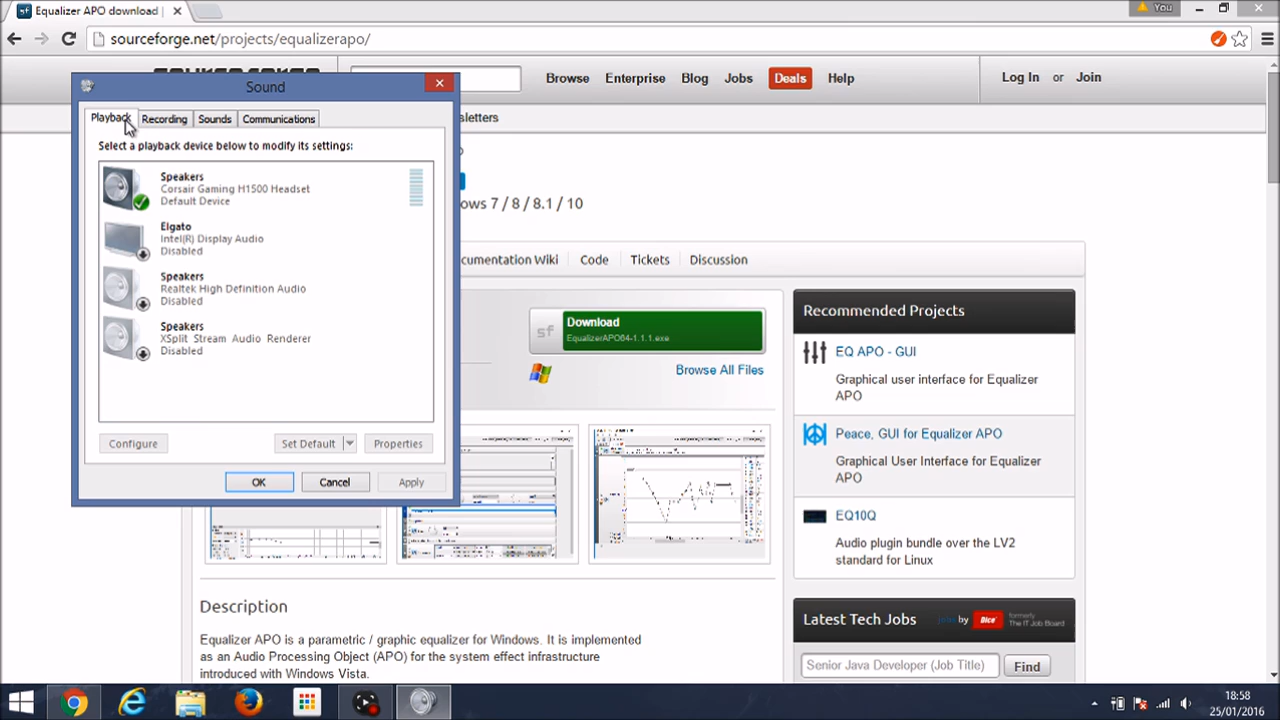 Equalizer APO download |
You
sourceforge.net/projects/equalizerapo/
Browse Enterprise Blog Jobs Deals Help
Log In or Join
sletters
ows 7 / 8 / 8.1 / 10
cumentation Wiki Code Tickets Discussion
Sound
Playback Recording Sounds Communications
Select a playback device below to modify its settings:
Speakers
Corsair Gaming H1500 Headset
Default Device
Elgato
Intel(R) Display Audio
Disabled
Speakers
Realtek High Definition Audio
Disabled
Speakers
XSplit Stream Audio Renderer
Disabled
Configure Set Default Properties
OK Cancel Apply
sf
Download
EqualizerAPO64-1.1.1.exe
Browse All Files
Recommended Projects
EQ APO - GUI
Graphical user interface for Equalizer
APO
Peace, GUI for Equalizer APO
Graphical User Interface for Equalizer
APO
EQ10Q
Audio plugin bundle over the LV2
standard for Linux
Description
Equalizer APO is a parametric / graphic equalizer for Windows. It is implemented
as an Audio Processing Object (APO) for the system effect infrastructure
introduced with Windows Vista.
Latest Tech Jobs
by Dice formerly
The IT Job Board
Senior Java Developer (Job Title) Find
18:58
25/01/2016